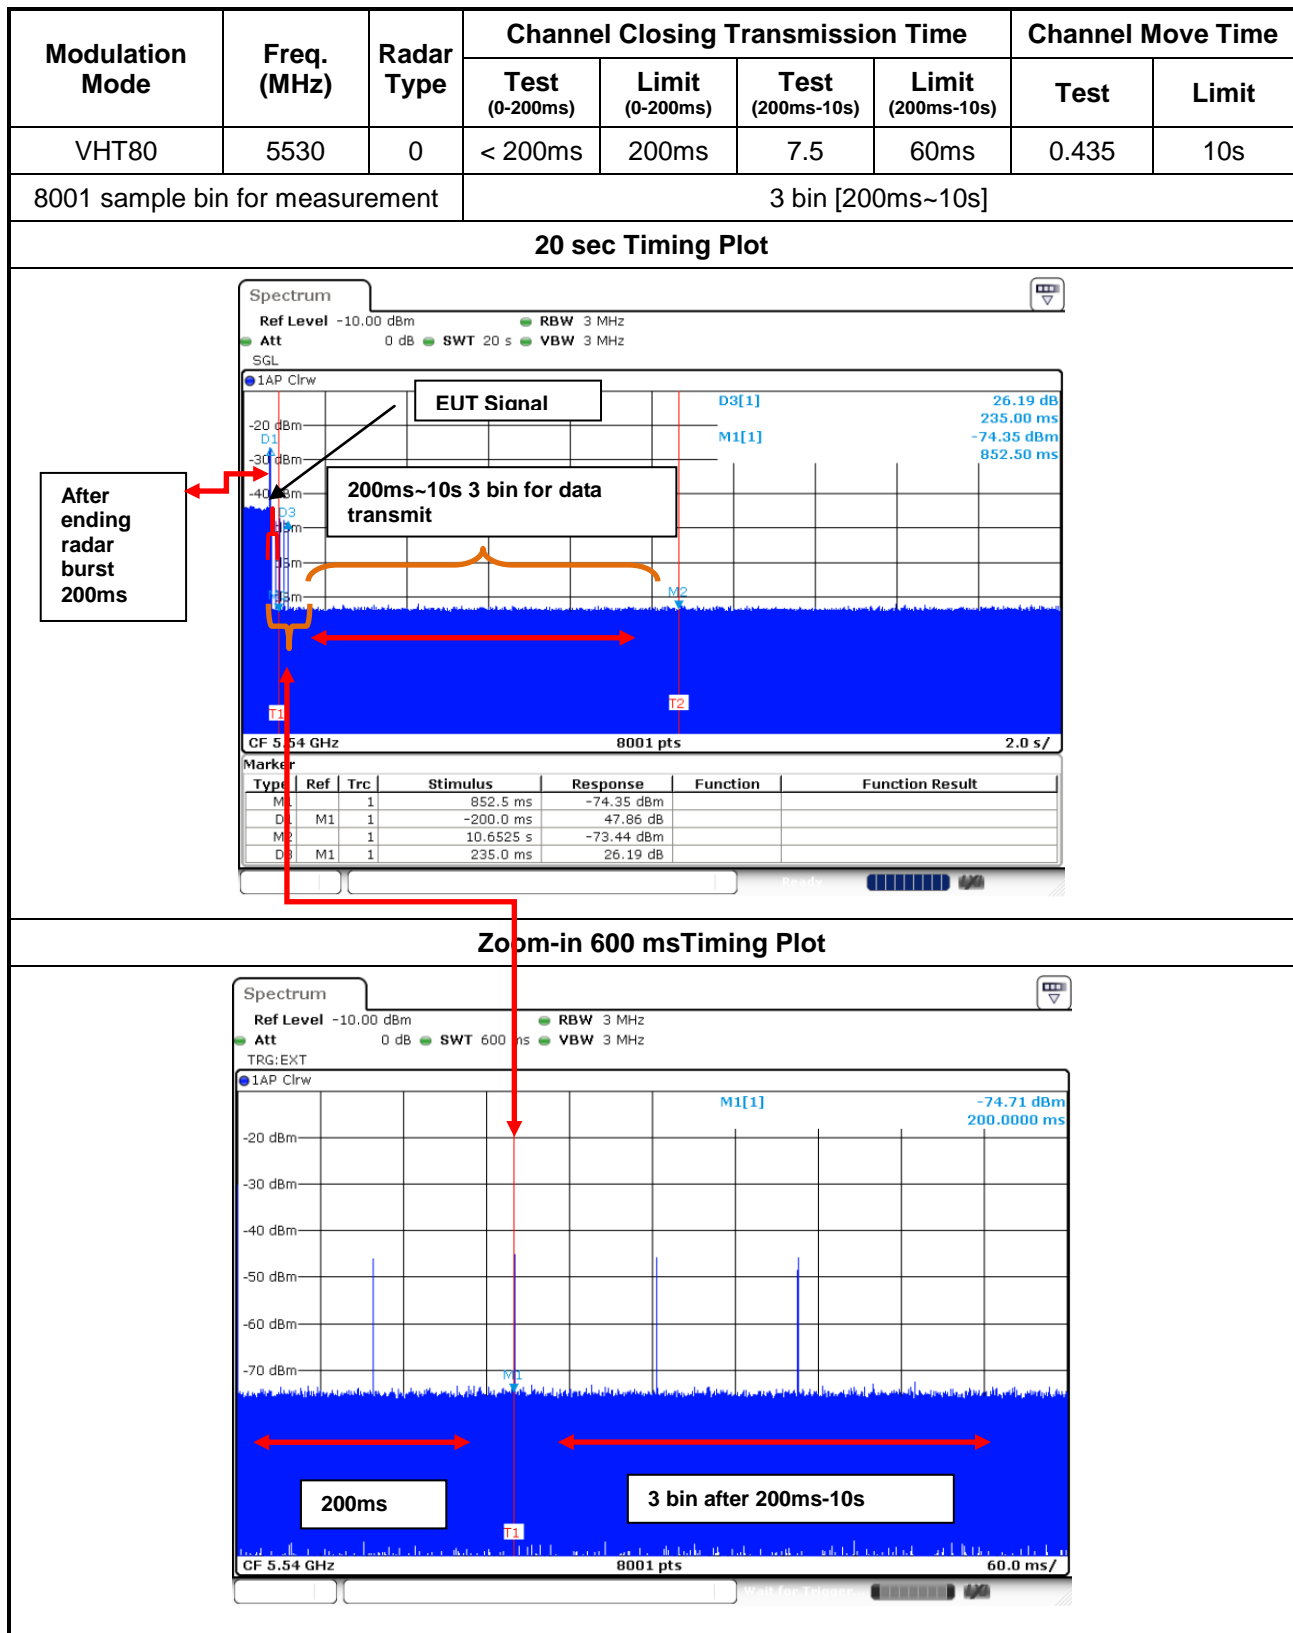 Modulation Mode Freq. (MHz) Radar Type Channel Closing Transmission Time Channel Move Time
Test (0-200ms) Limit (0-200ms) Test (200ms-10s) Limit (200ms-10s) Test Limit
VHT80 5530 0 < 200ms 200ms 7.5 60ms 0.435 10s
8001 sample bin for measurement 3 bin [200ms~10s]
20 sec Timing Plot
Spectrum
Ref Level -10.00 dBm RBW 3 MHz
Att 0 dB SWT 20 s VBW 3 MHz
SGL
1AP Clrw
EUT Signal
D3[1] 26.19 dB
235.00 ms
M1[1] -74.35 dBm
852.50 ms
-20 dBm
D1
-30 dBm
-40 dBm
D3
200ms~10s 3 bin for data
transmit
After
ending
radar
burst
200ms
M2
T1
T2
CF 5.54 GHz 8001 pts 2.0 s/
Marker
Type Ref Trc Stimulus Response Function Function Result
M1 1 852.5 ms -74.35 dBm
D1 M1 1 -200.0 ms 47.86 dB
M2 1 10.6525 s -73.44 dBm
D3 M1 1 235.0 ms 26.19 dB
Ready
Zoom-in 600 msTiming Plot
Spectrum
Ref Level -10.00 dBm RBW 3 MHz
Att 0 dB SWT 600 ms VBW 3 MHz
TRG:EXT
1AP Clrw
M1[1] -74.71 dBm
200.0000 ms
-20 dBm
-30 dBm
-40 dBm
-50 dBm
-60 dBm
-70 dBm
M1
200ms
3 bin after 200ms-10s
T1
CF 5.54 GHz 8001 pts 60.0 ms/
Wait for Trigger...